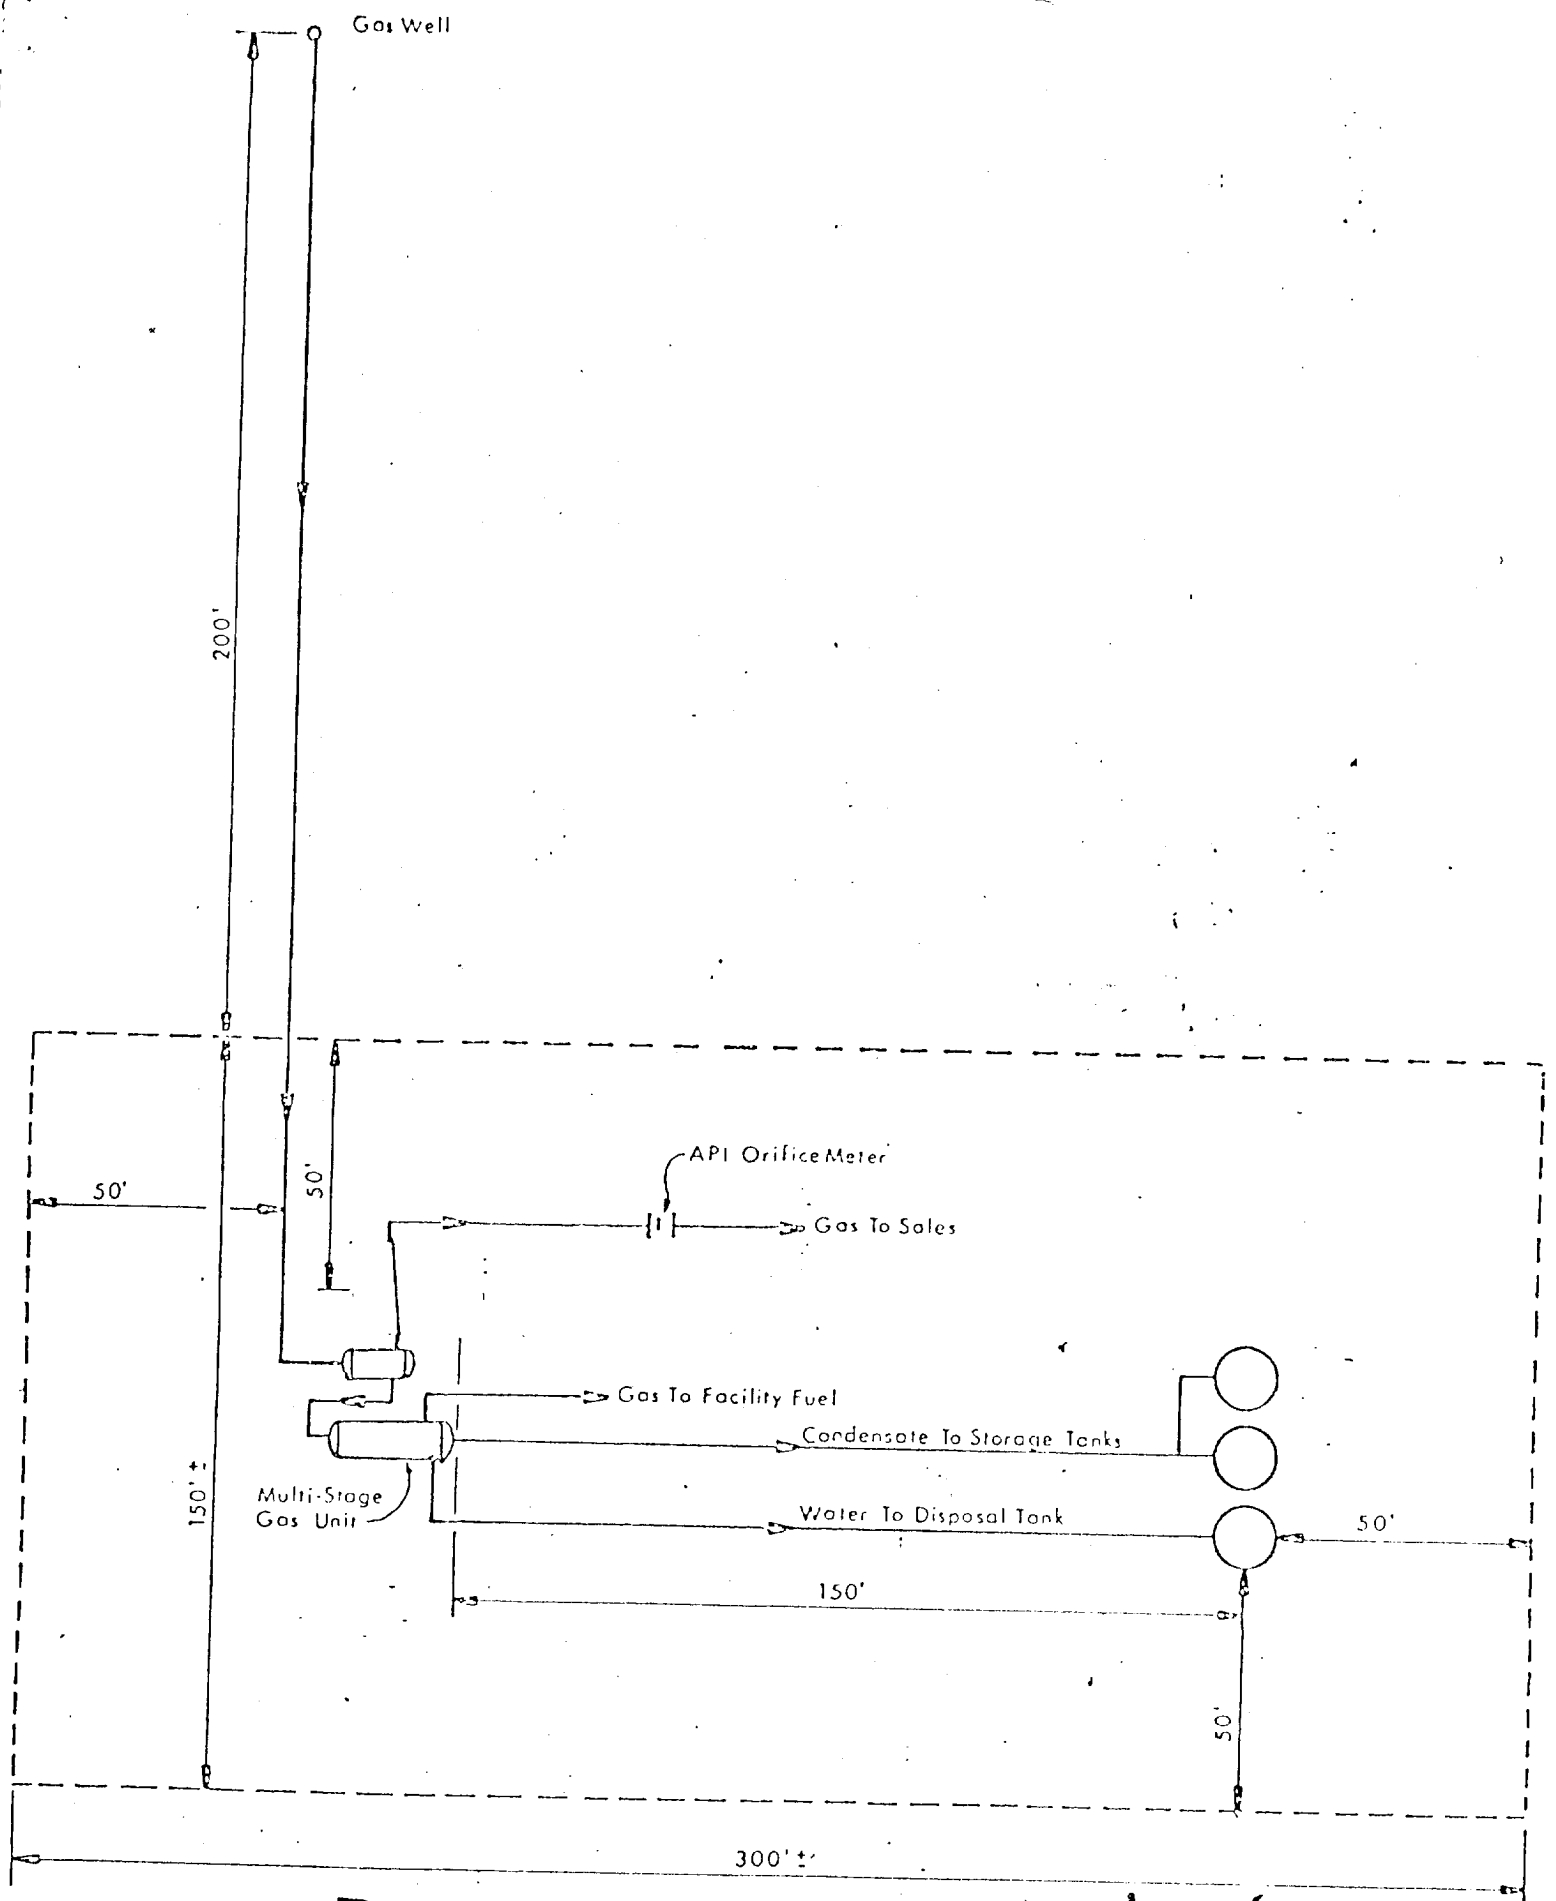 Gas Well
200'
API Orifice Meter
50'
50'
Gas To Sales
Gas To Facility Fuel
Condensate To Storage Tanks
150' ±
Multi-Stage
Gas Unit
Water To Disposal Tank
50'
150'
50'
300' ±